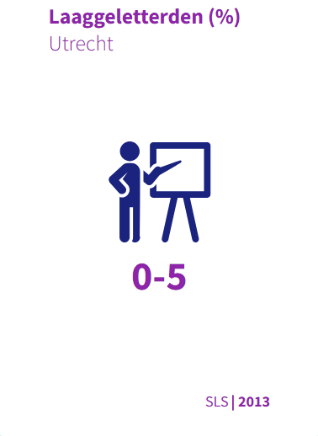 Laaggeletterden (%)
Utrecht
0-5
SLS | 2013